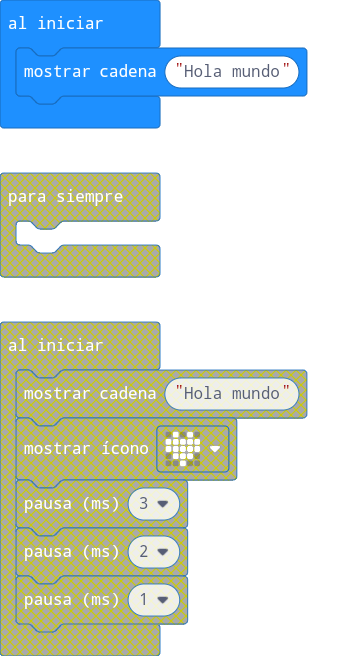 al iniciar
mostrar cadena "Hola mundo"
para siempre
al iniciar
mostrar cadena "Hola mundo"
mostrar ícono
pausa (ms) 3
pausa (ms) 2
pausa (ms) 1